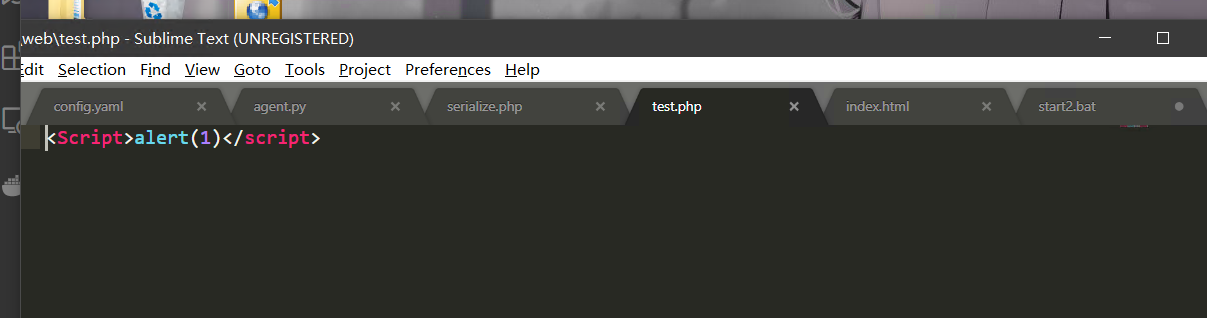 web\test.php - Sublime Text (UNREGISTERED)
Edit Selection Find View Goto Tools Project Preferences Help
config.yaml agent.py serialize.php test.php index.html start2.bat
<Script>alert(1)</script>